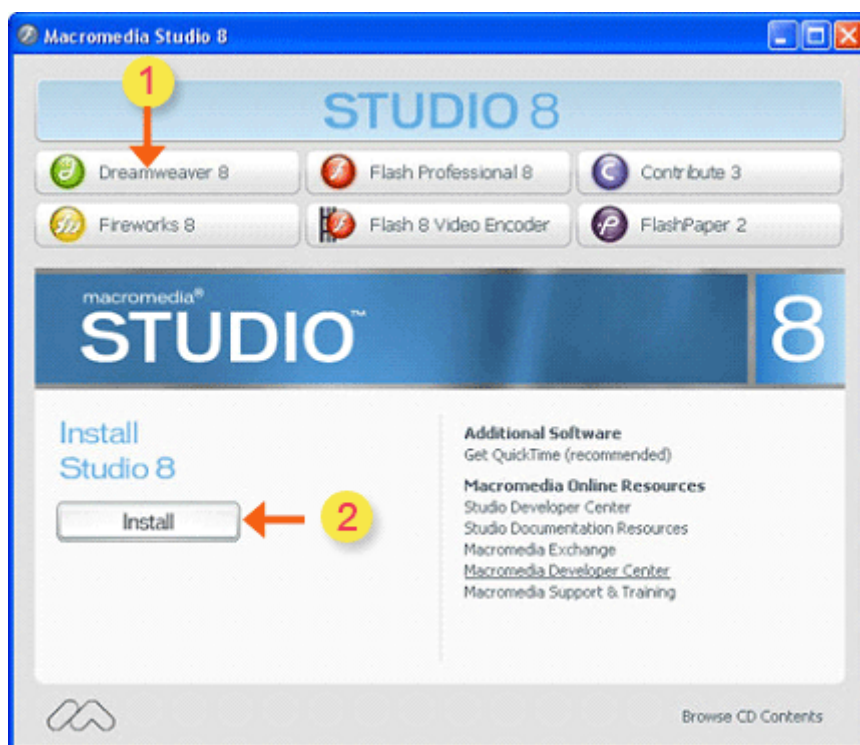 Macromedia Studio 8
1
STUDIO 8
Dreamweaver 8
Flash Professional 8
Contribute 3
Fireworks 8
Flash 8 Video Encoder
FlashPaper 2
macromedia®
STUDIO™
8
Install
Studio 8
Install
2
Additional Software
Get QuickTime (recommended)
Macromedia Online Resources
Studio Developer Center
Studio Documentation Resources
Macromedia Exchange
Macromedia Developer Center
Macromedia Support & Training
Browse CD Contents